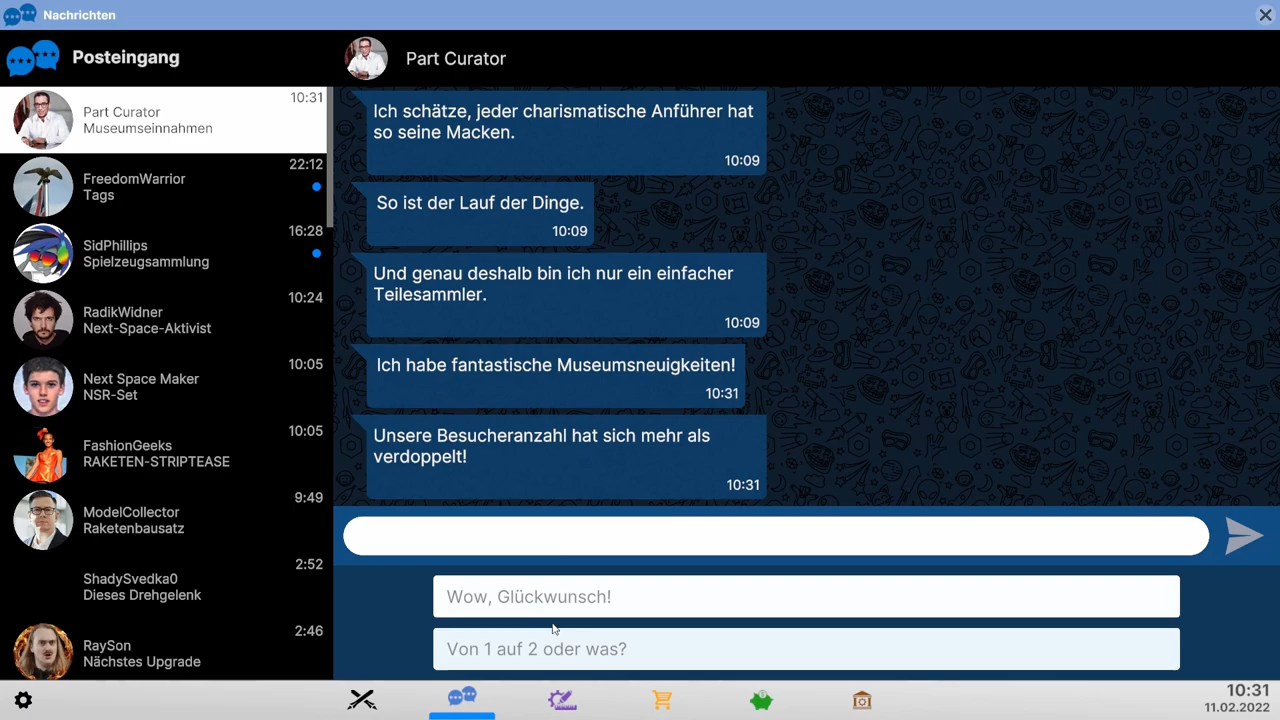 Nachrichten
Posteingang
Part Curator
Part Curator
10:31
Museumseinnahmen
FreedomWarrior
22:12
Tags
SidPhillips
16:28
Spielzeugsammlung
RadikWidner
10:24
Next-Space-Aktivist
Next Space Maker
10:05
NSR-Set
FashionGeeks
10:05
RAKETEN-STRIPTEASE
ModelCollector
9:49
Raketenbausatz
ShadySvedka0
2:52
Dieses Drehgelenk
RaySon
2:46
Nächstes Upgrade
Ich schätze, jeder charismatische Anführer hat
so seine Macken.
10:09
So ist der Lauf der Dinge.
10:09
Und genau deshalb bin ich nur ein einfacher
Teilesammler.
10:09
Ich habe fantastische Museumsneuigkeiten!
10:31
Unsere Besucheranzahl hat sich mehr als
verdoppelt!
10:31
Wow, Glückwunsch!
Von 1 auf 2 oder was?
10:31
11.02.2022